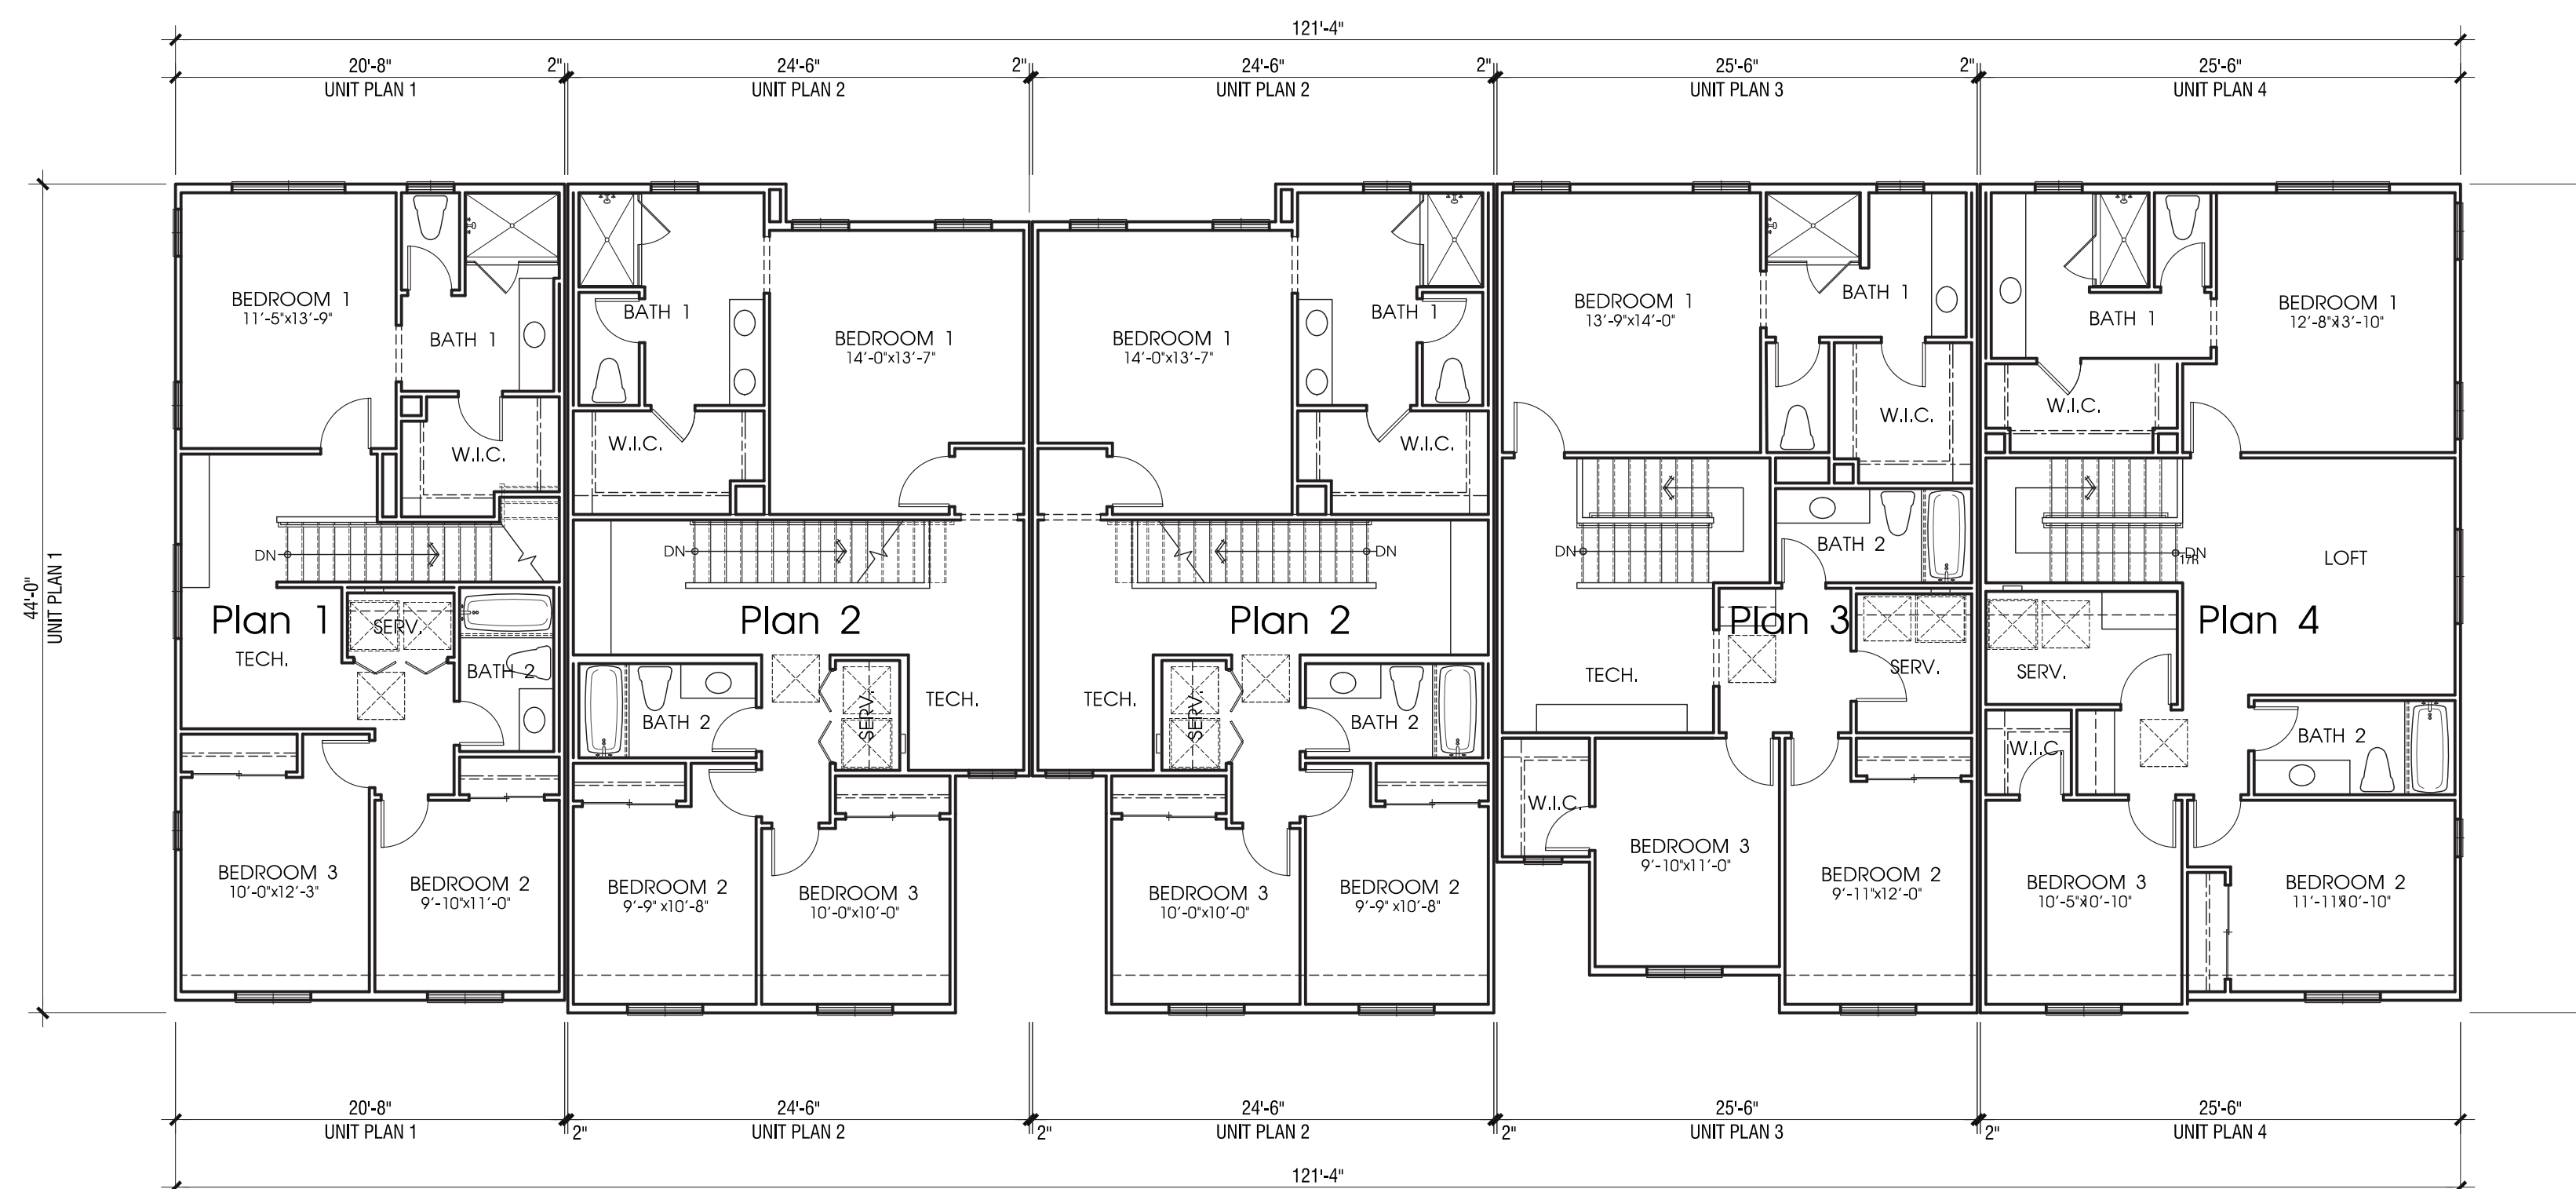 121'-4"
20'-8"
2"
24'-6"
2"
24'-6"
2"
25'-6"
2"
25'-6"
UNIT PLAN 1
UNIT PLAN 2
UNIT PLAN 2
UNIT PLAN 3
UNIT PLAN 4
44'-0"
UNIT PLAN 1
BEDROOM 1
11'-5"x13'-9"
BATH 1
W.I.C.
DN
Plan 1
SERV.
TECH.
BATH 2
BEDROOM 3
10'-0"x12'-3"
BEDROOM 2
9'-10"x11'-0"
BATH 1
BEDROOM 1
14'-0"x13'-7"
W.I.C.
DN
Plan 2
TECH.
SERV.
BATH 2
BEDROOM 2
9'-9" x10'-8"
BEDROOM 3
10'-0"x10'-0"
BEDROOM 1
14'-0"x13'-7"
BATH 1
W.I.C.
DN
Plan 2
TECH.
SERV.
BATH 2
BEDROOM 3
10'-0"x10'-0"
BEDROOM 2
9'-9" x10'-8"
BEDROOM 1
13'-9"x14'-0"
BATH 1
W.I.C.
DN
BATH 2
Plan 3
TECH.
SERV.
W.I.C.
BEDROOM 3
9'-10"x11'-0"
BEDROOM 2
9'-11"x12'-0"
BATH 1
BEDROOM 1
12'-8"x13'-10"
W.I.C.
DN
17R
LOFT
Plan 4
SERV.
W.I.C.
BATH 2
BEDROOM 3
10'-5"x10'-10"
BEDROOM 2
11'-11"x10'-10"
20'-8"
24'-6"
24'-6"
25'-6"
25'-6"
UNIT PLAN 1
2"
UNIT PLAN 2
2"
UNIT PLAN 2
2"
UNIT PLAN 3
2"
UNIT PLAN 4
121'-4"